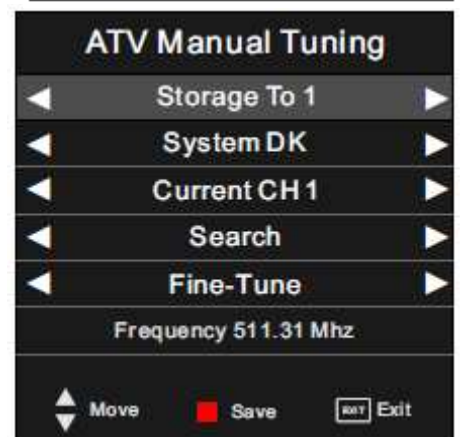 ATV Manual Tuning
Storage To 1
System DK
Current CH 1
Search
Fine-Tune
Frequency 511.31 Mhz
Move Save EXIT Exit